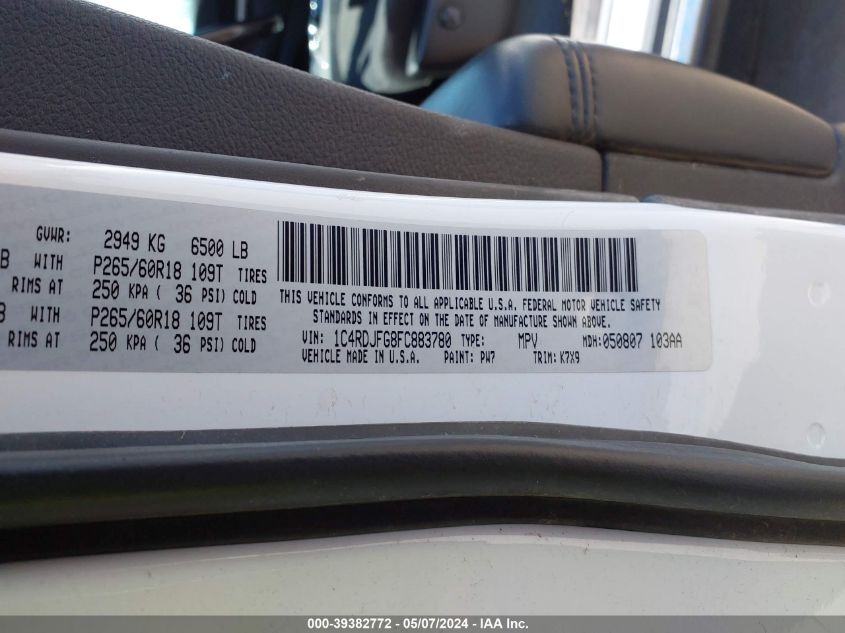 GVWR: 2949 KG 6500 LB
B WITH P265/60R18 109T TIRES
RIMS AT 250 KPA ( 36 PSI) COLD
B WITH P265/60R18 109T TIRES
RIMS AT 250 KPA ( 36 PSI) COLD
THIS VEHICLE CONFORMS TO ALL APPLICABLE U.S.A. FEDERAL MOTOR VEHICLE SAFETY
STANDARDS IN EFFECT ON THE DATE OF MANUFACTURE SHOWN ABOVE.
VIN: 1C4RDJFG8FC883780 TYPE: MPV MDH: 050807 103AA
VEHICLE MADE IN U.S.A. PAINT: PW7 TRIM: K7X9
000-39382772 - 05/07/2024 - IAA Inc.